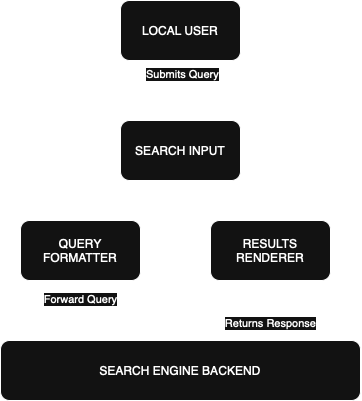 LOCAL USER
Submits Query
SEARCH INPUT
QUERY
FORMATTER
RESULTS
RENDERER
Forward Query
Returns Response
SEARCH ENGINE BACKEND